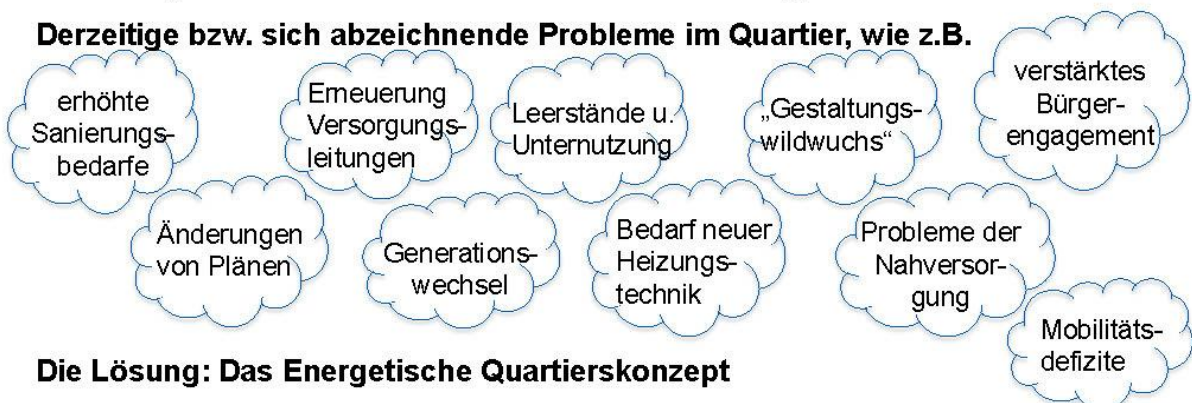 Derzeitige bzw. sich abzeichnende Probleme im Quartier, wie z.B.
erhöhte
Sanierungs-
bedarfe
Erneuerung
Versorgungs-
leitungen
Leerstände u.
Unternutzung
„Gestaltungs-
wildwuchs“
verstärktes
Bürger-
engagement
Änderungen
von Plänen
Generations-
wechsel
Bedarf neuer
Heizungs-
technik
Probleme der
Nahversor-
gung
Mobilitäts-
defizite
Die Lösung: Das Energetische Quartierskonzept